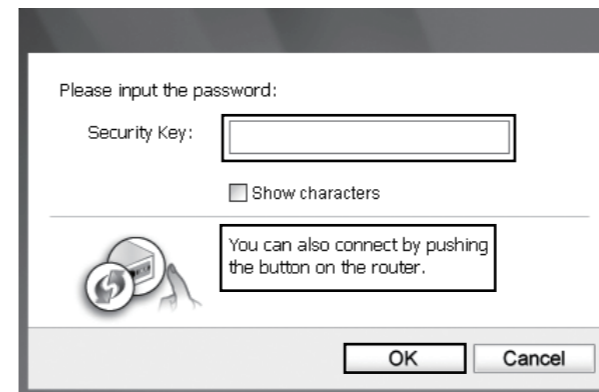 Please input the password:
Security Key:
Show characters
You can also connect by pushing
the button on the router.
OK
Cancel